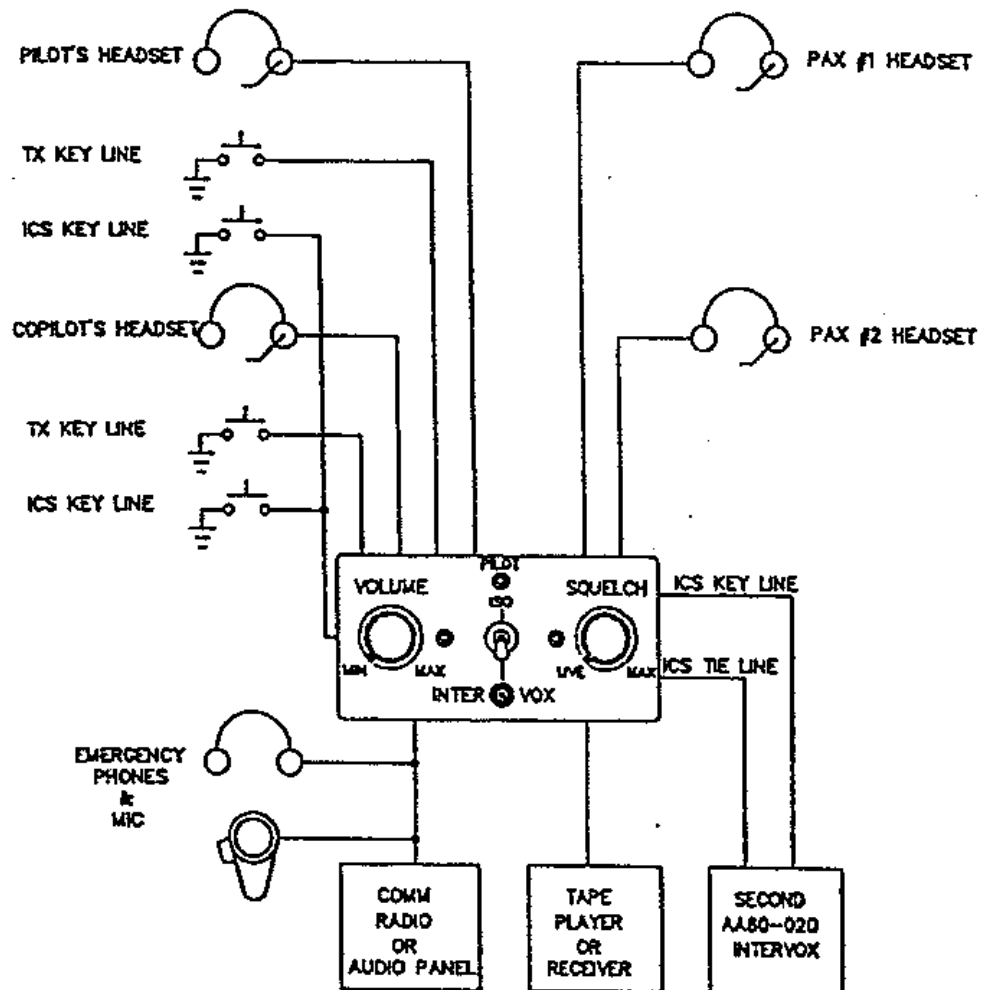 PILOT'S HEADSET
PAX #1 HEADSET
TX KEY LINE
ICS KEY LINE
COPILOT'S HEADSET
PAX #2 HEADSET
TX KEY LINE
ICS KEY LINE
PILOT
ISO
VOLUME
SQUELCH
MIN
MAX
LIVE
MAX
INTER VOX
ICS KEY LINE
ICS TIE LINE
EMERGENCY
PHONES
&
MIC
COMM
RADIO
OR
AUDIO PANEL
TAPE
PLAYER
OR
RECEIVER
SECOND
AA80-020
INTERVOX